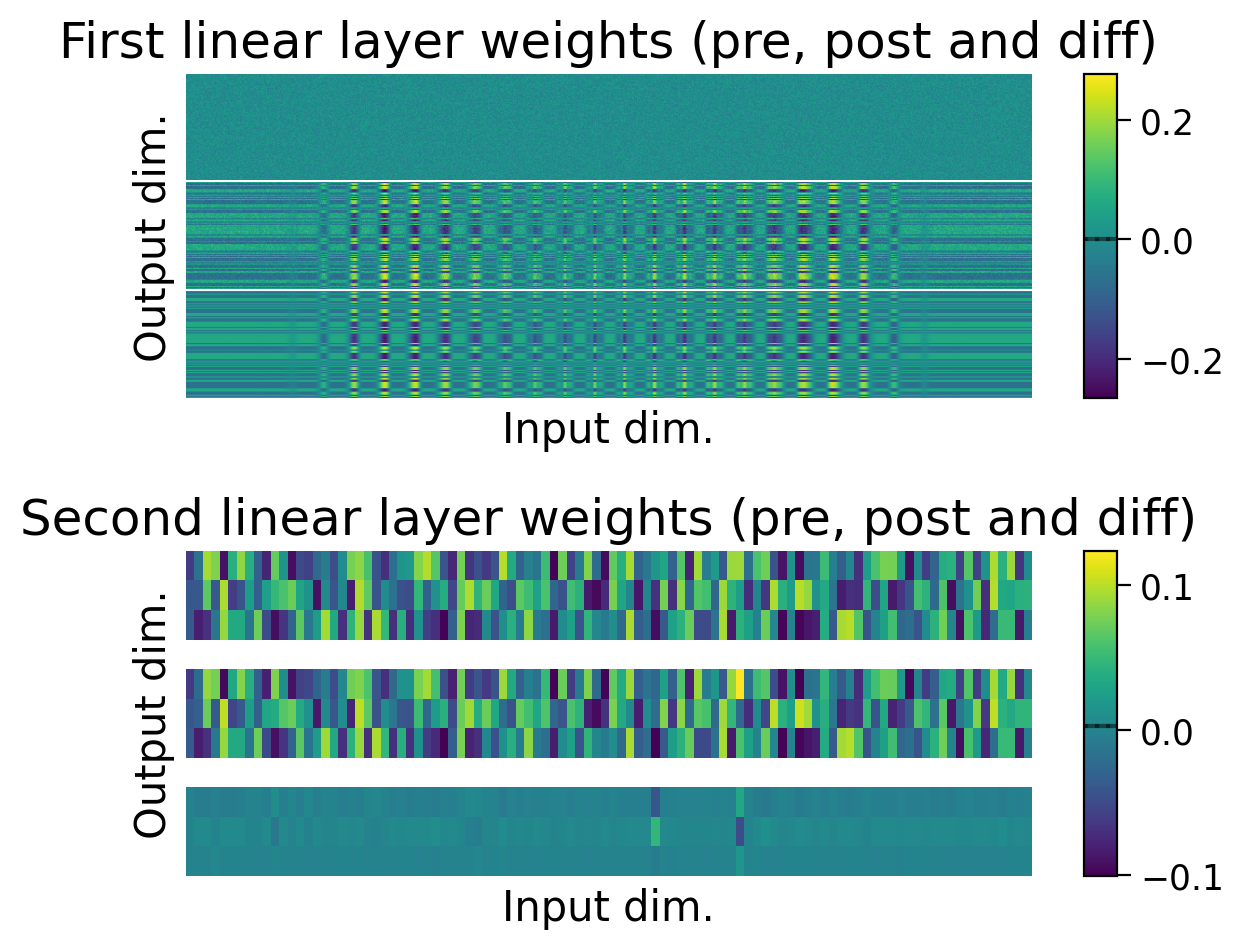 First linear layer weights (pre, post and diff)
Output dim.
0.2
0.0
−0.2
Input dim.
Second linear layer weights (pre, post and diff)
Output dim.
0.1
0.0
−0.1
Input dim.